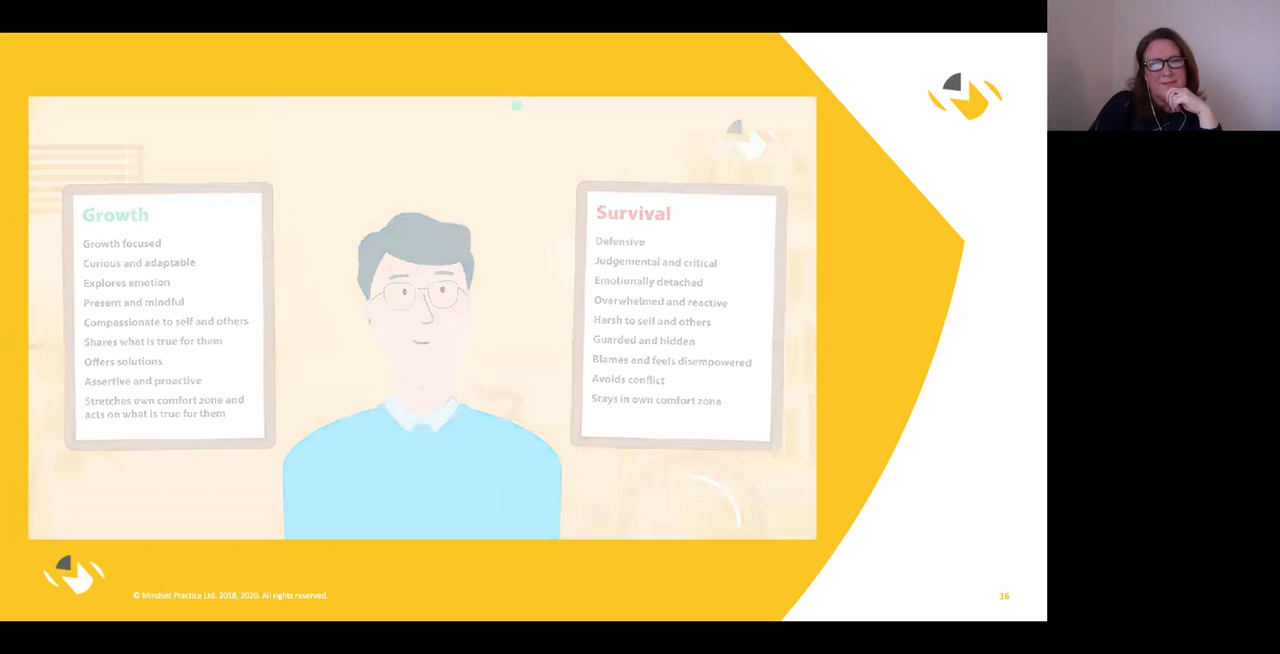 Growth
Growth focused
Curious and adaptable
Explores emotion
Present and mindful
Compassionate to self and others
Shares what is true for them
Offers solutions
Assertive and proactive
Stretches own comfort zone and
acts on what is true for them
Survival
Defensive
Judgemental and critical
Emotionally detached
Overwhelmed and reactive
Harsh to self and others
Guarded and hidden
Blames and feels disempowered
Avoids conflict
Stays in own comfort zone
© Mindset Practice Ltd. 2018, 2020. All rights reserved.
16